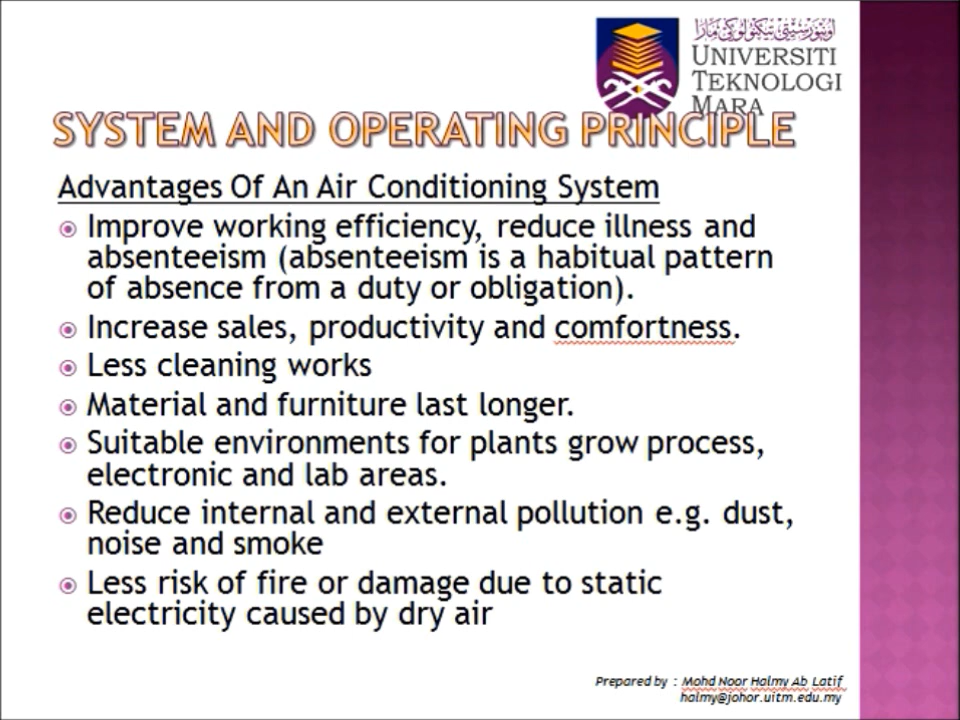 اونيۏرسيتي تيكنولوڬي مارا
UNIVERSITI
TEKNOLOGI
MARA
SYSTEM AND OPERATING PRINCIPLE
Advantages Of An Air Conditioning System
Improve working efficiency, reduce illness and
absenteeism (absenteeism is a habitual pattern
of absence from a duty or obligation).
Increase sales, productivity and comfortness.
Less cleaning works
Material and furniture last longer.
Suitable environments for plants grow process,
electronic and lab areas.
Reduce internal and external pollution e.g. dust,
noise and smoke
Less risk of fire or damage due to static
electricity caused by dry air
Prepared by : Mohd Noor Halmy Ab Latif
halmy@johor.uitm.edu.my